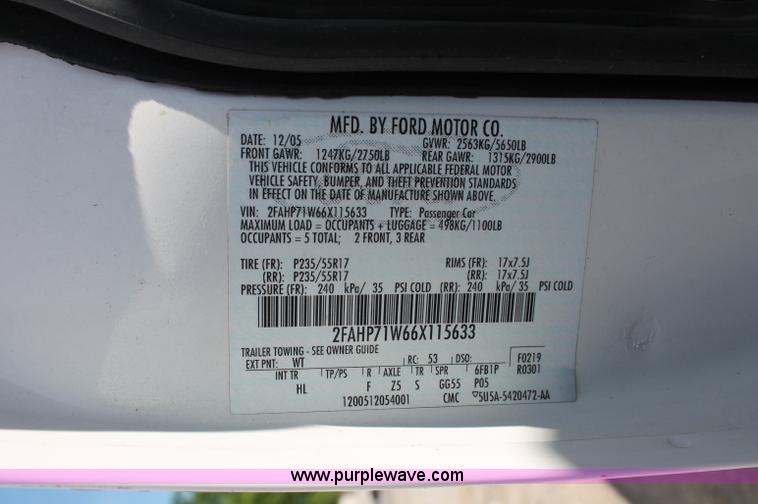 MFD. BY FORD MOTOR CO.
DATE: 12/05 GVWR: 2563KG/5650LB
FRONT GAWR: 1247KG/2750LB REAR GAWR: 1315KG/2900LB
THIS VEHICLE CONFORMS TO ALL APPLICABLE FEDERAL MOTOR
VEHICLE SAFETY, BUMPER, AND THEFT PREVENTION STANDARDS
IN EFFECT ON THE DATE OF MANUFACTURE SHOWN ABOVE.
VIN: 2FAHP71W66X115633 TYPE: Passenger Car
MAXIMUM LOAD = OCCUPANTS + LUGGAGE = 498KG/1100LB
OCCUPANTS = 5 TOTAL; 2 FRONT, 3 REAR
TIRE (FR): P235/55R17 RIMS (FR): 17x7.5J
(RR): P235/55R17 (RR): 17x7.5J
PRESSURE (FR): 240 kPa/ 35 PSI COLD (RR): 240 kPa/ 35 PSI COLD
2FAHP71W66X115633
TRAILER TOWING - SEE OWNER GUIDE
EXT PNT: WT RC: 53 DSO: F0219
INT TR TP/PS R AXLE TR SPR 6FB1P R0301
HL F Z5 S GG55 P05
1200512054001 CMC ▽5U5A-5420472-AA
www.purplewave.com